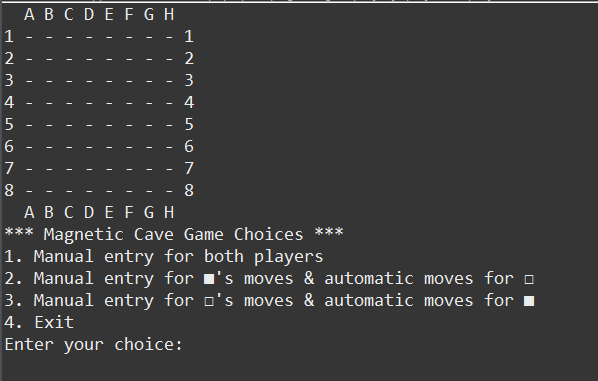 A B C D E F G H
1 - - - - - - - - 1
2 - - - - - - - - 2
3 - - - - - - - - 3
4 - - - - - - - - 4
5 - - - - - - - - 5
6 - - - - - - - - 6
7 - - - - - - - - 7
8 - - - - - - - - 8
  A B C D E F G H
*** Magnetic Cave Game Choices ***
1. Manual entry for both players
2. Manual entry for ■'s moves & automatic moves for □
3. Manual entry for □'s moves & automatic moves for ■
4. Exit
Enter your choice: